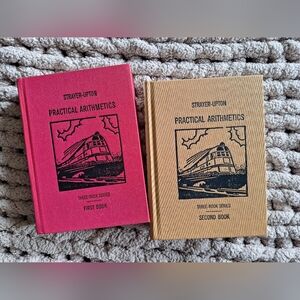 STRAYER-UPTON
PRACTICAL ARITHMETICS
THREE-BOOK SERIES
FIRST BOOK
STRAYER-UPTON
PRACTICAL ARITHMETICS
THREE-BOOK SERIES
SECOND BOOK